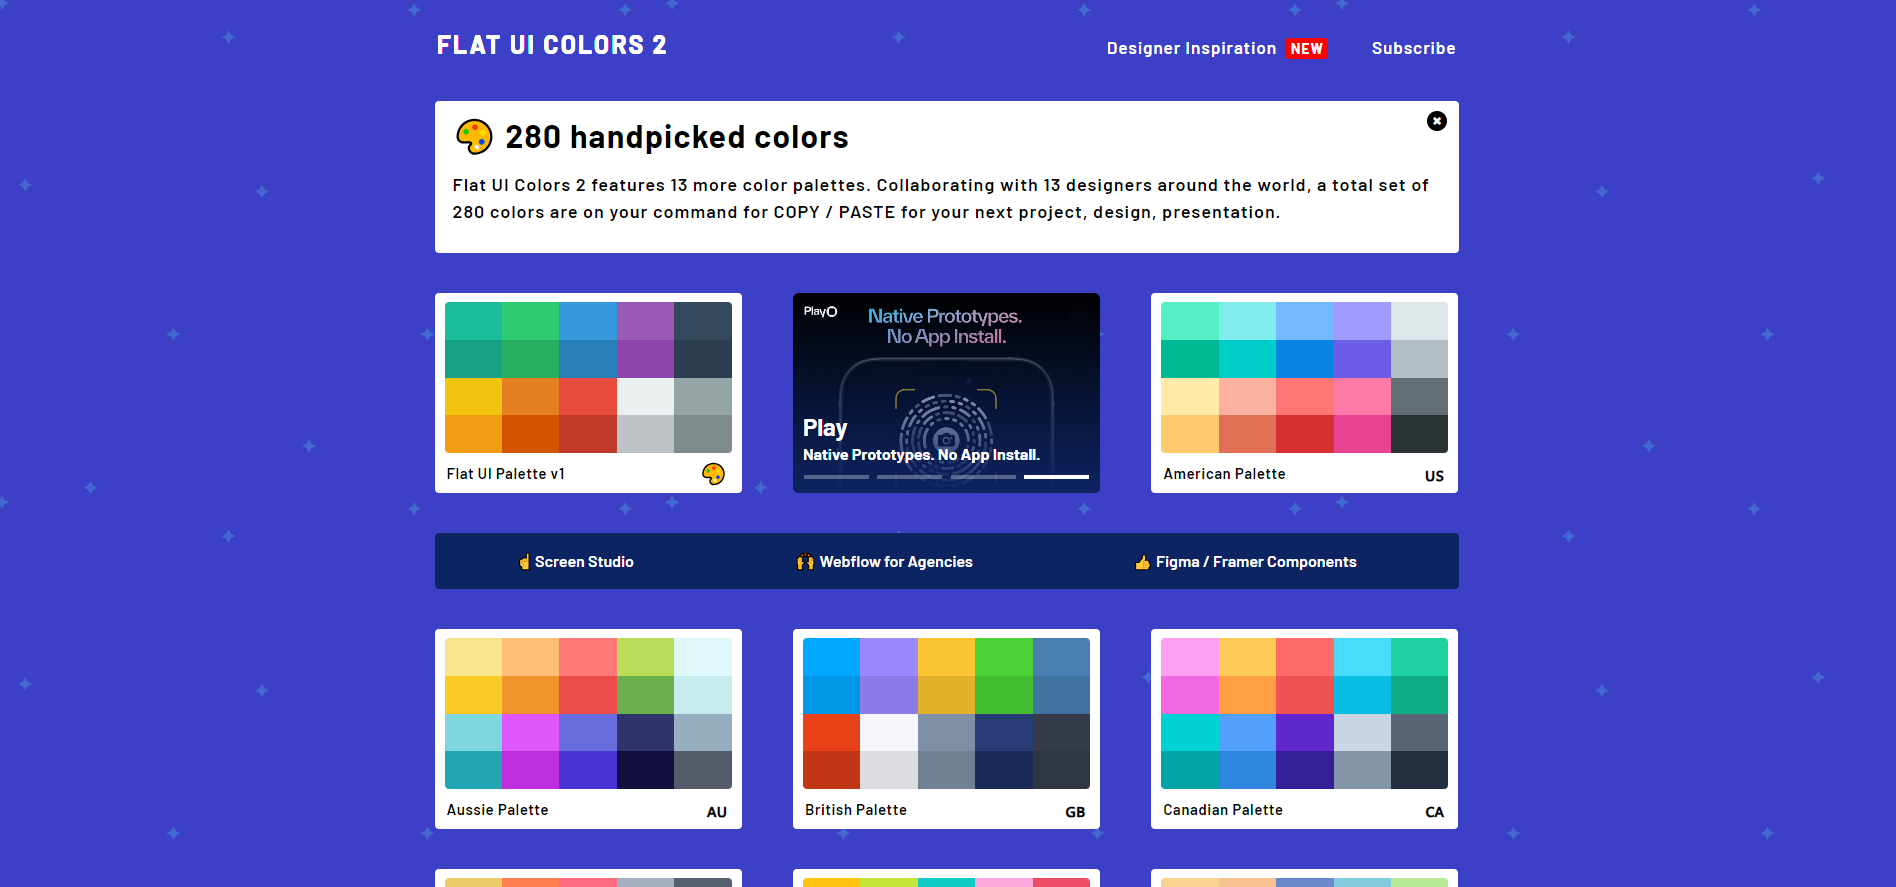 FLAT UI COLORS 2
Designer Inspiration NEW Subscribe
280 handpicked colors
Flat UI Colors 2 features 13 more color palettes. Collaborating with 13 designers around the world, a total set of
280 colors are on your command for COPY / PASTE for your next project, design, presentation.
Flat UI Palette v1
Play
Native Prototypes.
No App Install.
Play
Native Prototypes. No App Install.
American Palette US
Screen Studio
Webflow for Agencies
Figma / Framer Components
Aussie Palette AU
British Palette GB
Canadian Palette CA